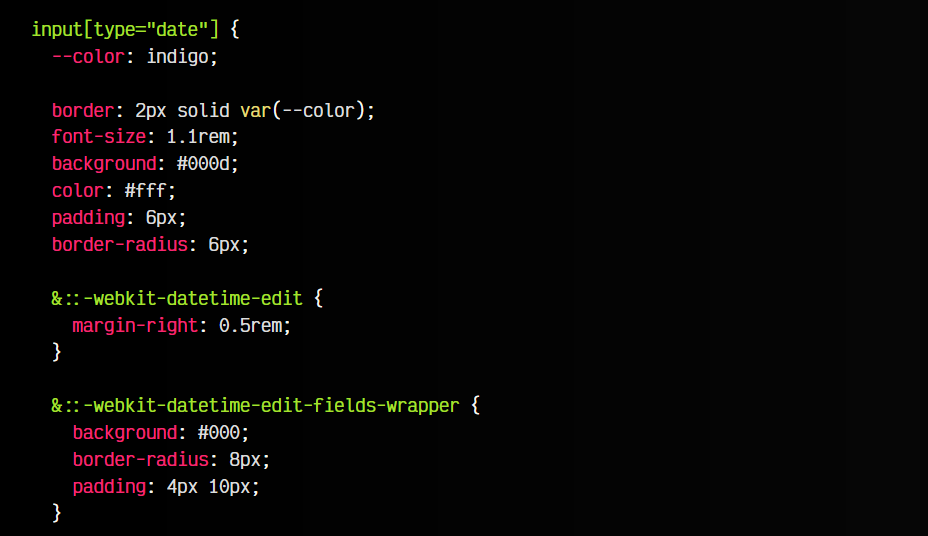 input[type="date"] {
--color: indigo;
border: 2px solid var(--color);
font-size: 1.1rem;
background: #000d;
color: #fff;
padding: 6px;
border-radius: 6px;
&::-webkit-datetime-edit {
margin-right: 0.5rem;
}
&::-webkit-datetime-edit-fields-wrapper {
background: #000;
border-radius: 8px;
padding: 4px 10px;
}